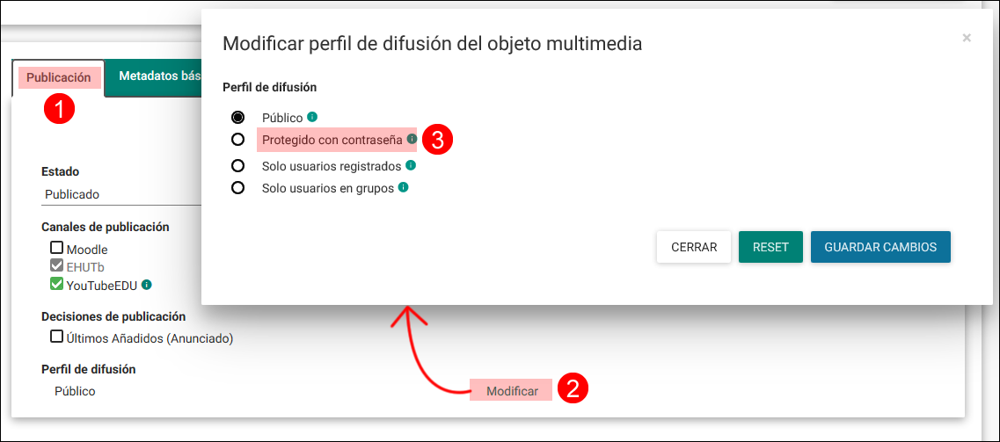 Modificar perfil de difusión del objeto multimedia
×
Perfil de difusión
Público i
Protegido con contraseña i
3
Solo usuarios registrados i
Solo usuarios en grupos i
CERRAR
RESET
GUARDAR CAMBIOS
Publicación
Metadatos bás
1
Estado
Publicado
Canales de publicación
Moodle
EHUTb
YouTubeEDU i
Decisiones de publicación
Últimos Añadidos (Anunciado)
Perfil de difusión
Público
Modificar
2